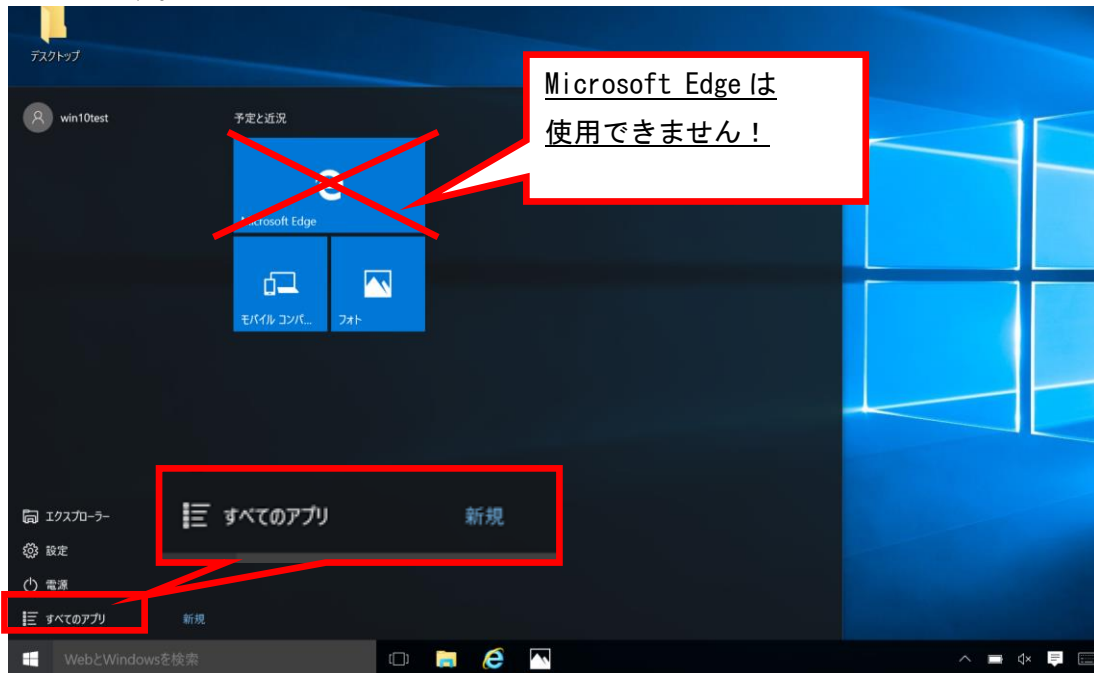 デスクトップ
Microsoft Edge は
使用できません！
win10test
予定と近況
Microsoft Edge
モバイル コンパ...
フォト
すべてのアプリ 新規
エクスプローラー
設定
電源
すべてのアプリ 新規
WebとWindowsを検索